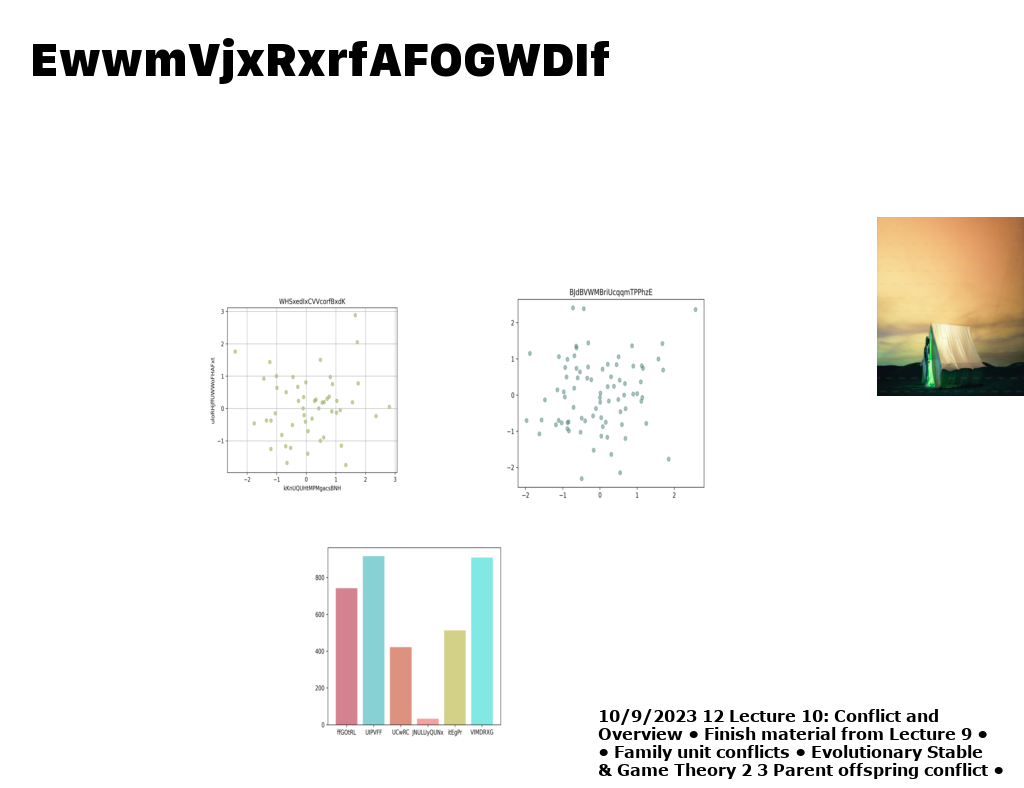 EwwmVjxRxrfAFOGWDIf
WHSxedIxCVVcorfBxdK
3
2
1
0
−1
−2 −1 0 1 2 3
kKnUQUHtMPMgacsBNH
BJdBVWMBriUcqqmTPPhzE
2
1
0
−1
−2
−2 −1 0 1 2
800
600
400
200
0
ffGOtRL UIPVFF UCwRC JNULUyQUNx itEgPr VIMDRXG
10/9/2023 12 Lecture 10: Conflict and
Overview • Finish material from Lecture 9 •
• Family unit conflicts • Evolutionary Stable
& Game Theory 2 3 Parent offspring conflict •